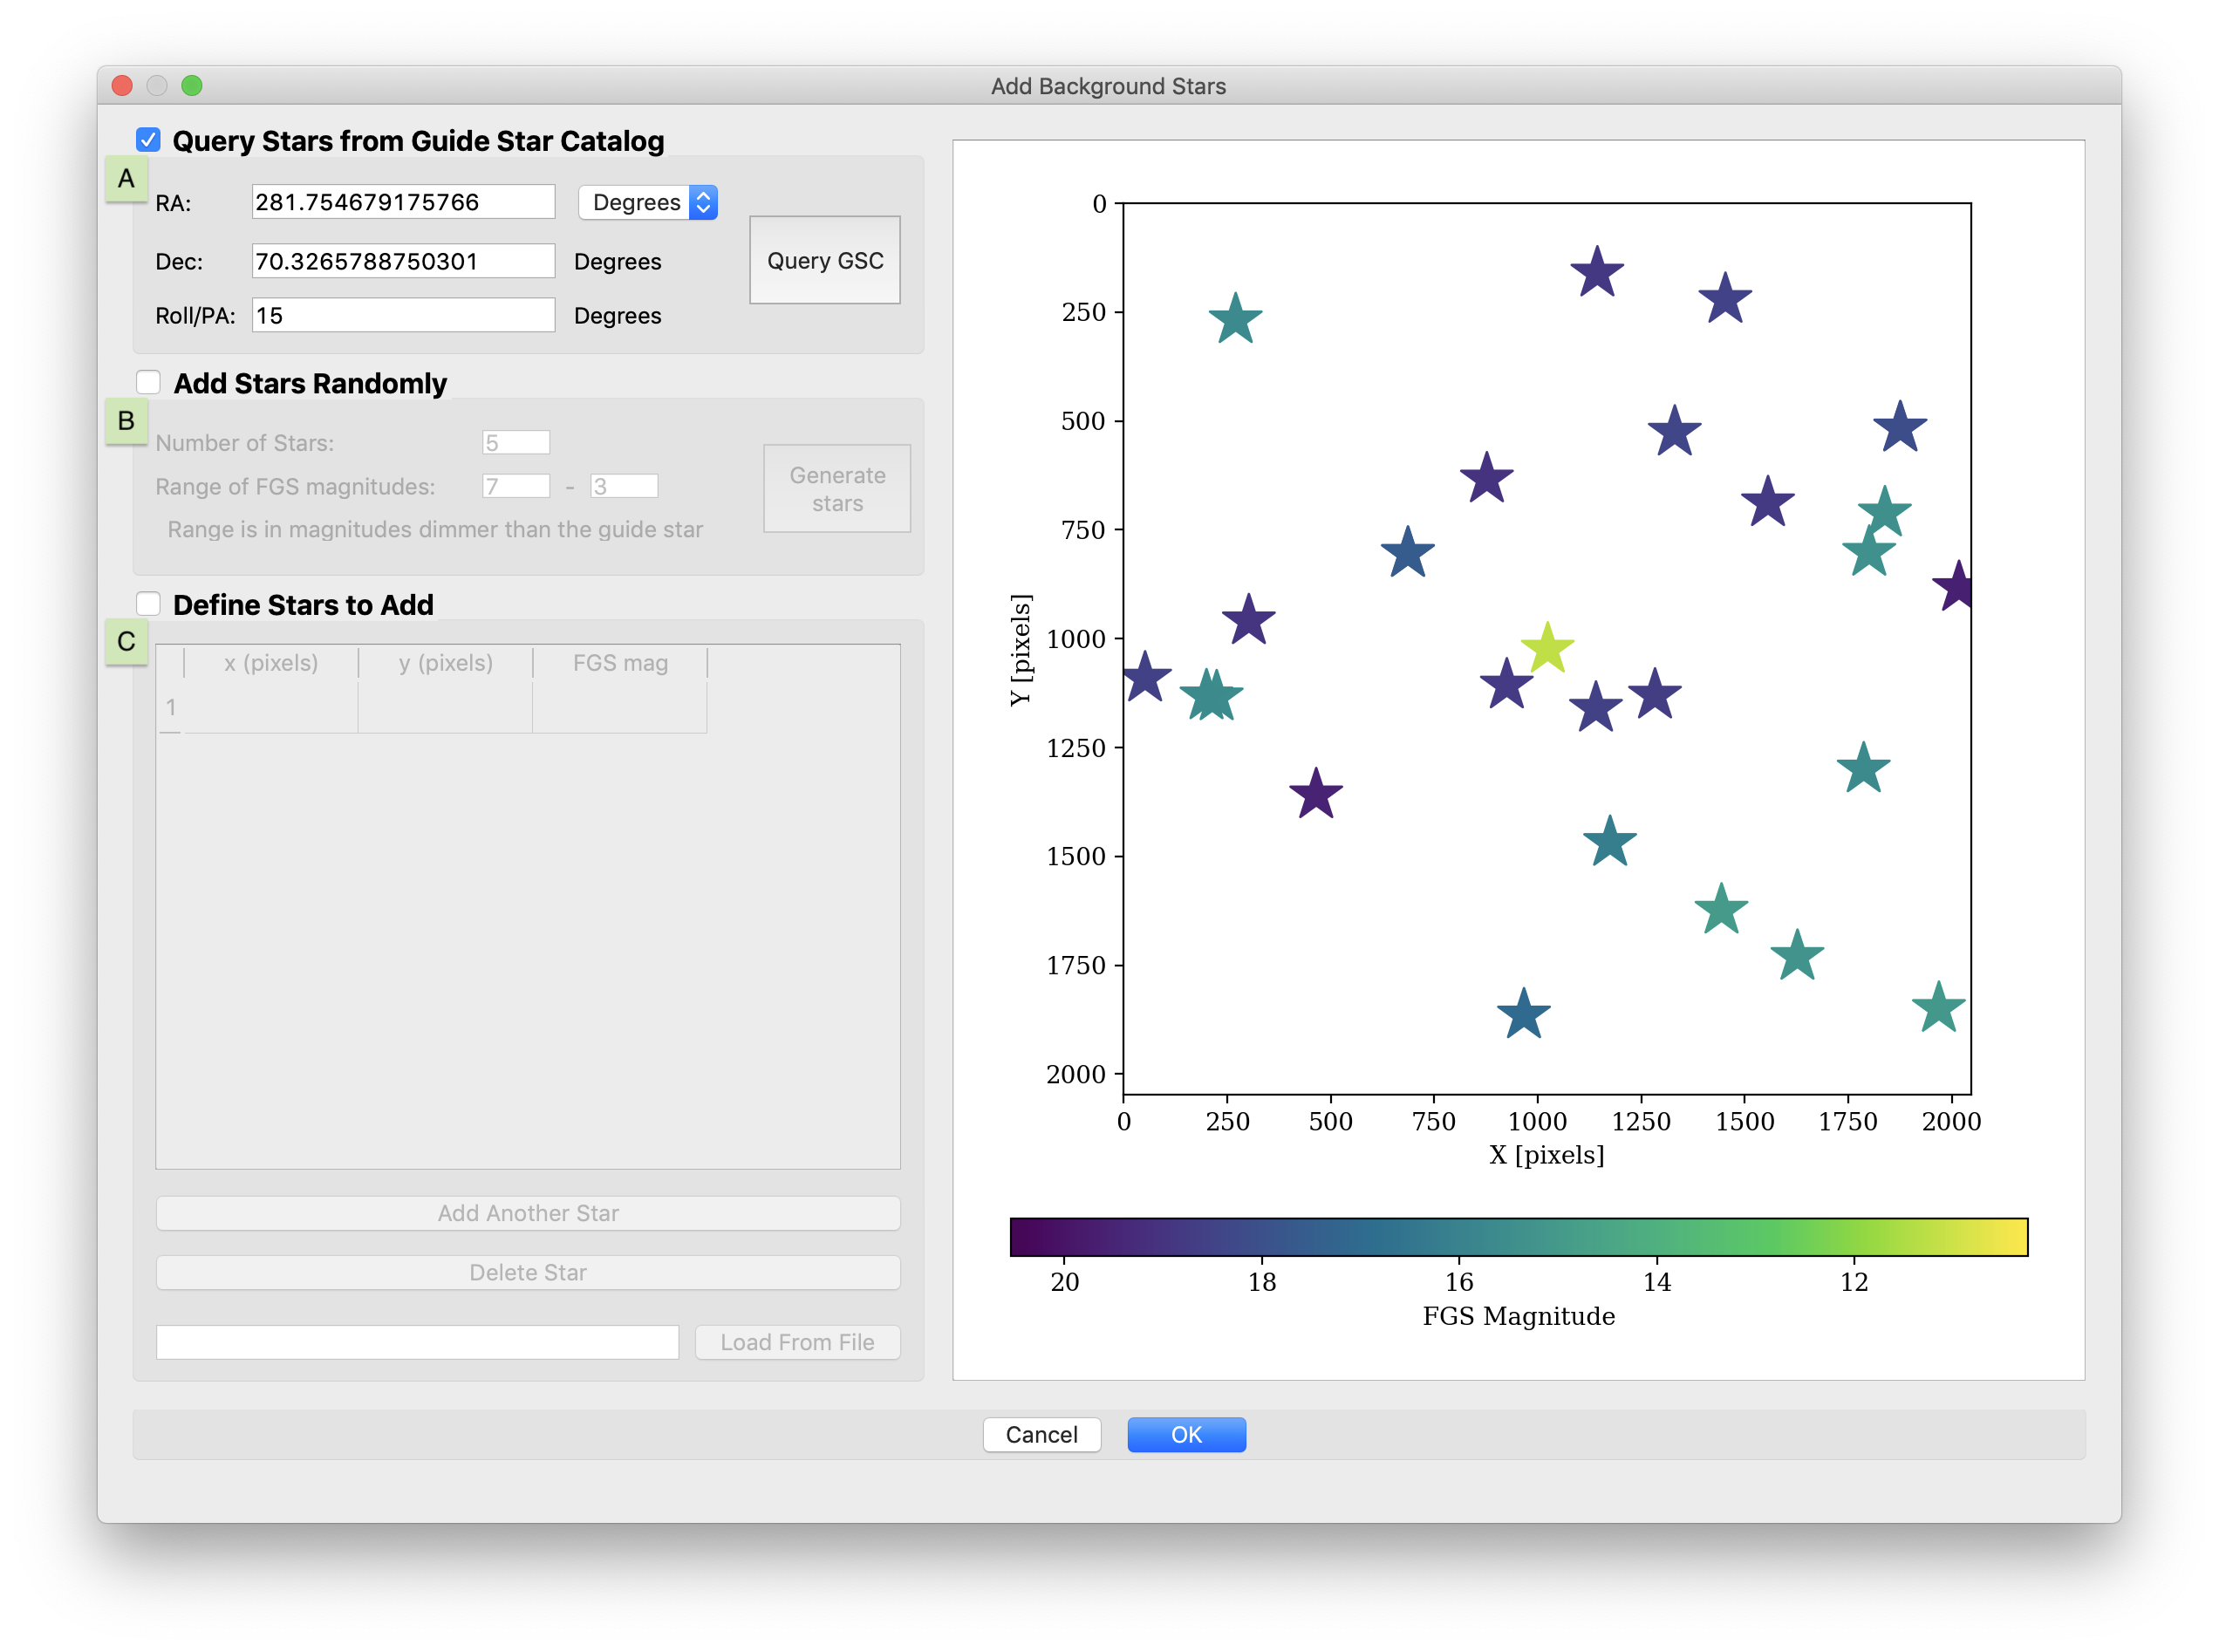 Add Background Stars
Query Stars from Guide Star Catalog
A
RA: 281.754679175766 Degrees
Dec: 70.3265788750301 Degrees
Query GSC
Roll/PA: 15 Degrees
Add Stars Randomly
B
Number of Stars: 5
Range of FGS magnitudes: 7 - 3
Generate
stars
Range is in magnitudes dimmer than the guide star
Define Stars to Add
C
x (pixels) y (pixels) FGS mag
1
Add Another Star
Delete Star
Load From File
0
250
500
750
1000
1250
1500
1750
2000
Y [pixels]
0 250 500 750 1000 1250 1500 1750 2000
X [pixels]
20 18 16 14 12
FGS Magnitude
Cancel OK